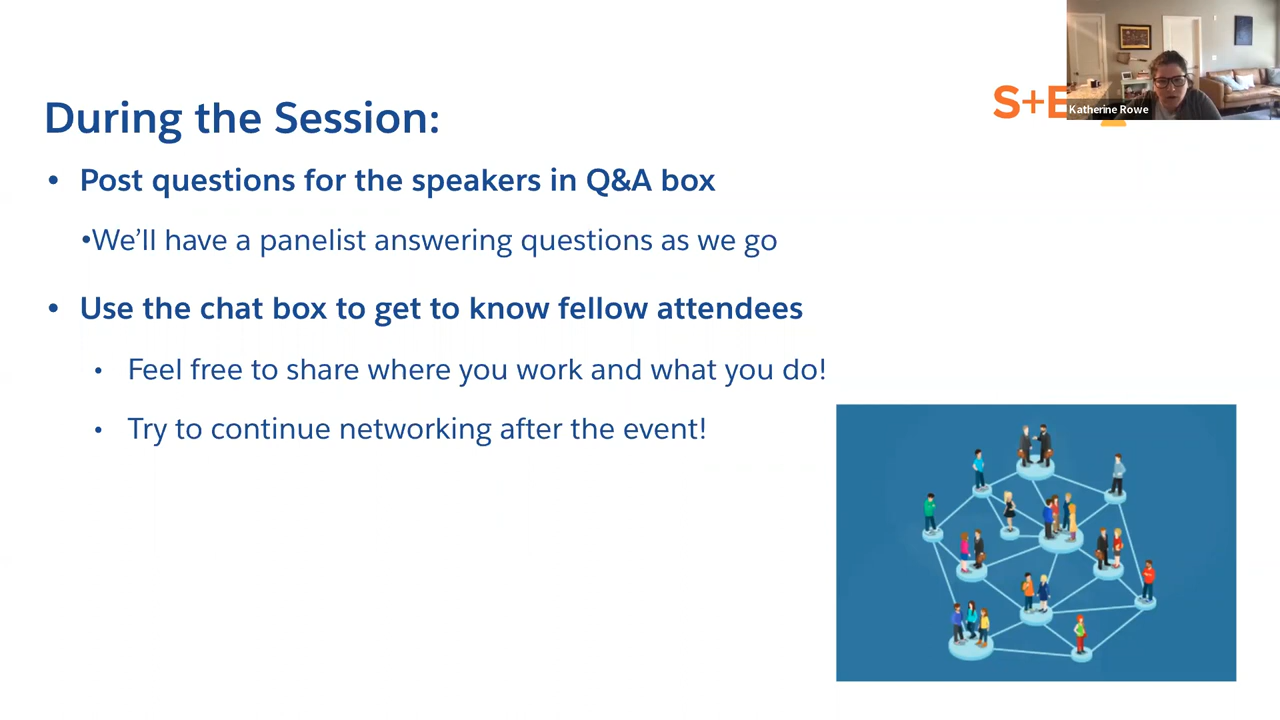 During the Session:
S+E
Katherine Rowe
• Post questions for the speakers in Q&A box
•We’ll have a panelist answering questions as we go
• Use the chat box to get to know fellow attendees
• Feel free to share where you work and what you do!
• Try to continue networking after the event!